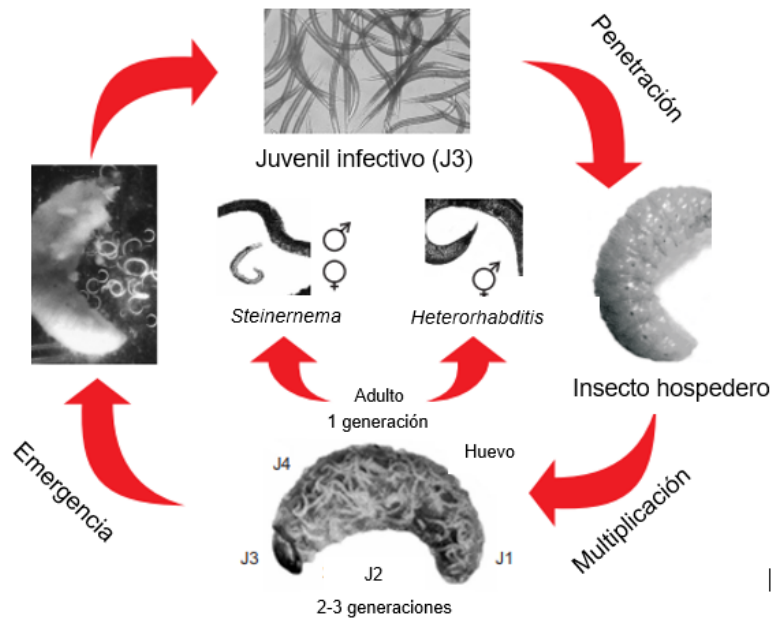 Penetración
Juvenil infectivo (J3)
♂
♀
Steinernema
⚥
Heterorhabditis
Insecto hospedero
Adulto
1 generación
Huevo
J4
J3
J2
J1
2-3 generaciones
Multiplicación
Emergencia